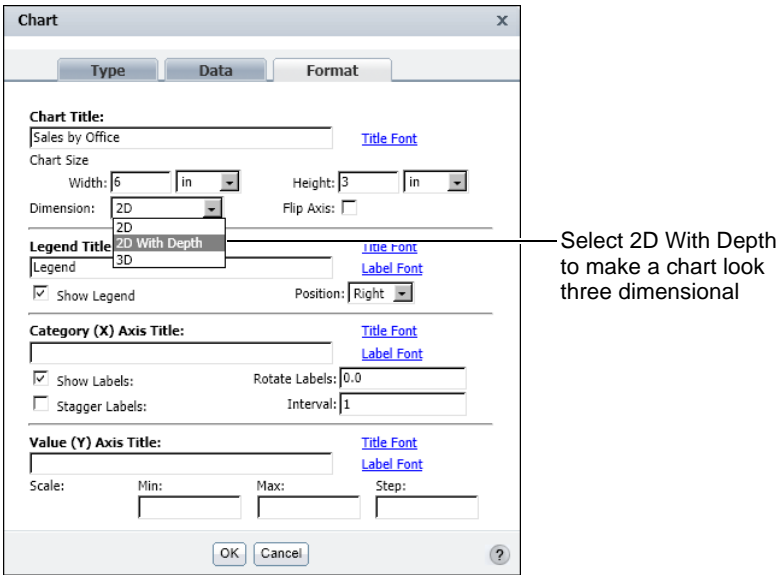 Chart x
Type Data Format
Chart Title:
Sales by Office Title Font
Chart Size
Width: 6 in Height: 3 in
Dimension: 2D Flip Axis:
2D
Legend Title 2D With Depth Title Font
Legend 3D Label Font
Show Legend Position: Right
Select 2D With Depth
to make a chart look
three dimensional
Category (X) Axis Title: Title Font
Label Font
Show Labels: Rotate Labels: 0.0
Stagger Labels: Interval: 1
Value (Y) Axis Title: Title Font
Label Font
Scale: Min: Max: Step:
OK Cancel ?